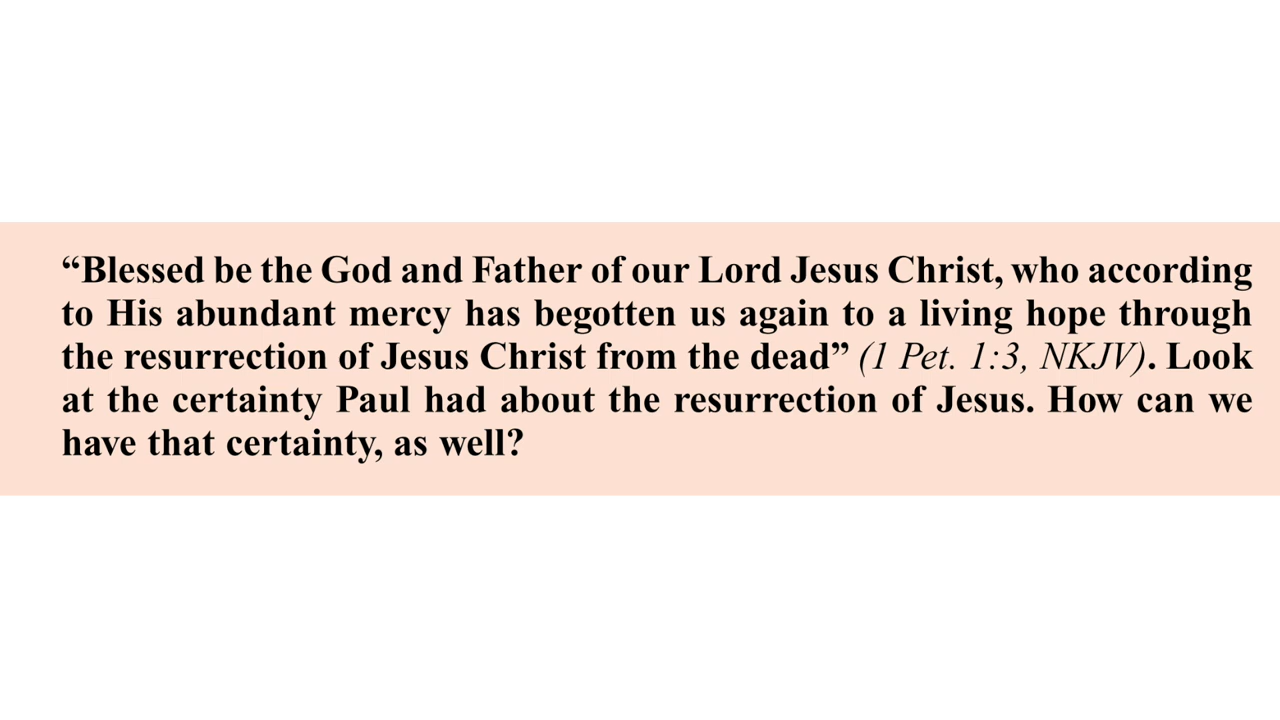 “Blessed be the God and Father of our Lord Jesus Christ, who according
to His abundant mercy has begotten us again to a living hope through
the resurrection of Jesus Christ from the dead” (1 Pet. 1:3, NKJV). Look
at the certainty Paul had about the resurrection of Jesus. How can we
have that certainty, as well?